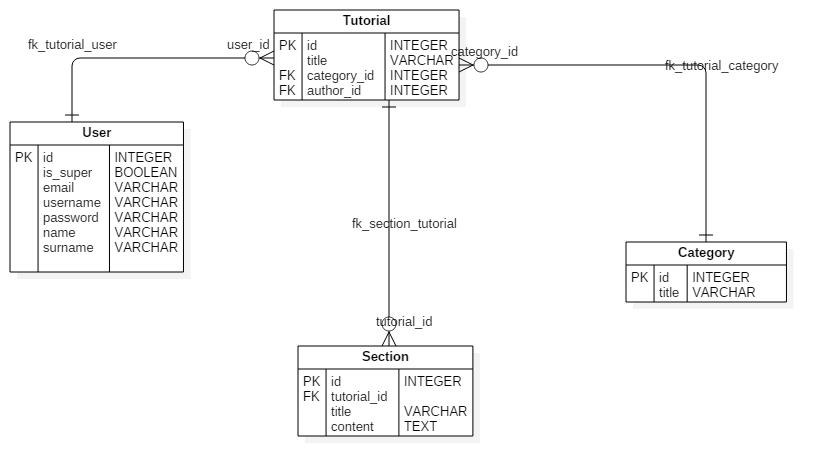 Tutorial
PK id INTEGER
title VARCHAR
FK category_id INTEGER
FK author_id INTEGER
fk_tutorial_user
user_id
category_id
fk_tutorial_category
User
PK id INTEGER
is_super BOOLEAN
email VARCHAR
username VARCHAR
password VARCHAR
name VARCHAR
surname VARCHAR
fk_section_tutorial
Category
PK id INTEGER
title VARCHAR
tutorial_id
Section
PK id INTEGER
FK tutorial_id
title VARCHAR
content TEXT